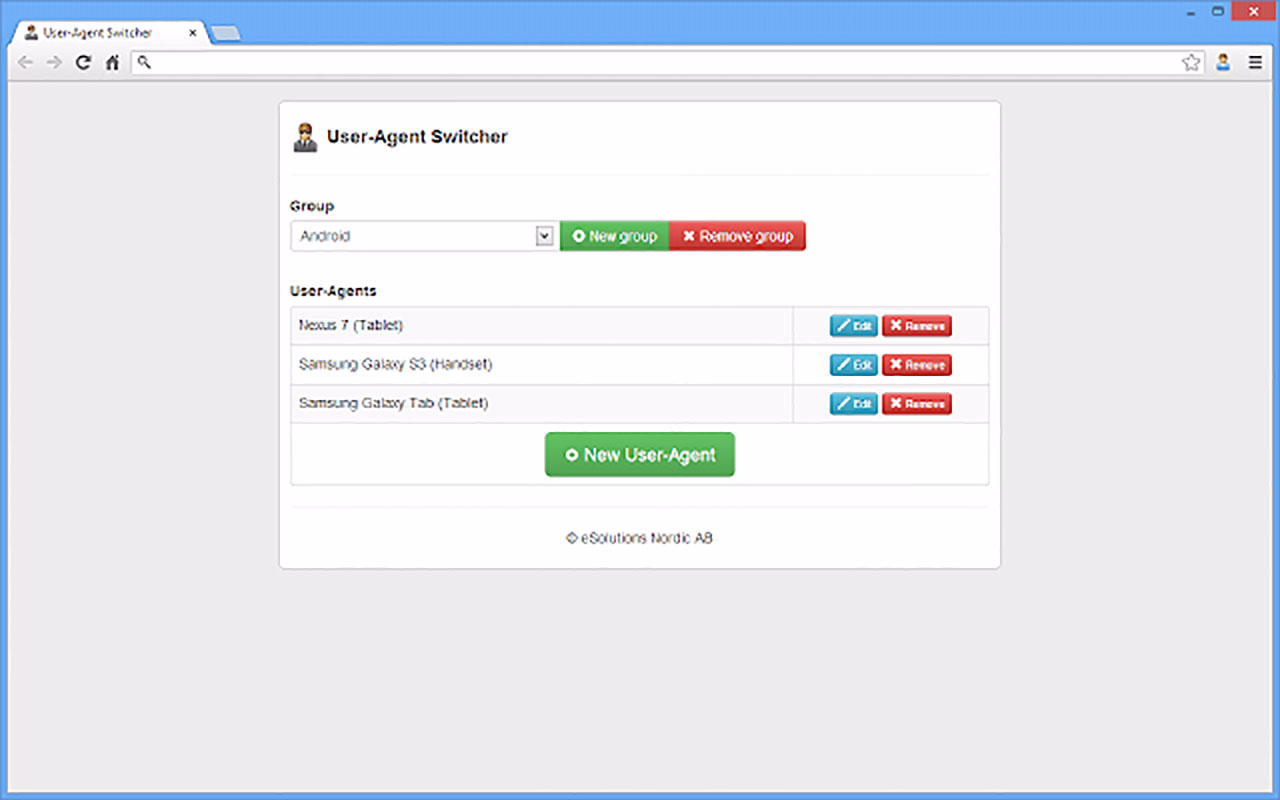 User-Agent Switcher
User-Agent Switcher
Group
Android New group Remove group
User-Agents
Nexus 7 (Tablet) Edit Remove
Samsung Galaxy S3 (Handset) Edit Remove
Samsung Galaxy Tab (Tablet) Edit Remove
New User-Agent
© eSolutions Nordic AB